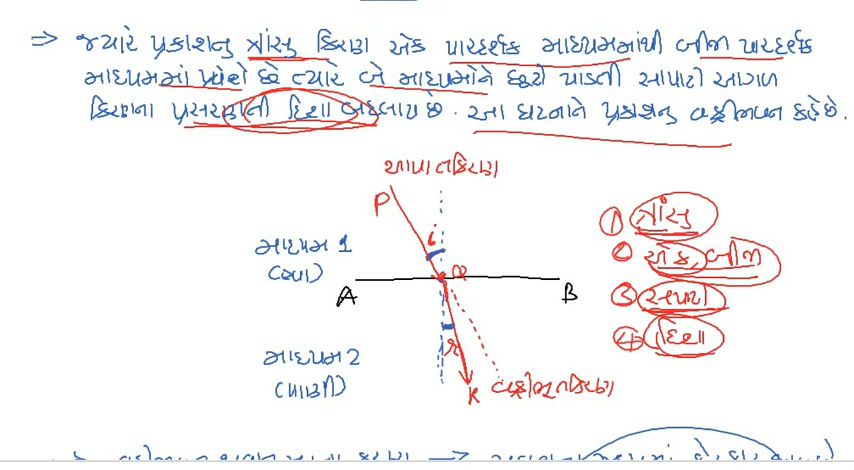 ⇒ જ્યારે પ્રકાશનું ત્રાંસુ કિરણ એક પારદર્શક માધ્યમમાંથી બીજા પારદર્શક
માધ્યમમાં પ્રવેશે છે ત્યારે બે માધ્યમોને છૂટી પાડતી સપાટી આગળ
કિરણના પ્રસરણની દિશા બદલાય છે. આ ઘટનાને પ્રકાશનું વક્રીભવન કહે છે.
આપાતકિરણ
P
i
માધ્યમ 1
(હવા)
① ત્રાંસુ
② એક, બીજા
A Q B
③ સપાટી
④ દિશા
માધ્યમ 2
(પાણી)
r
K વક્રીભૂતકિરણ